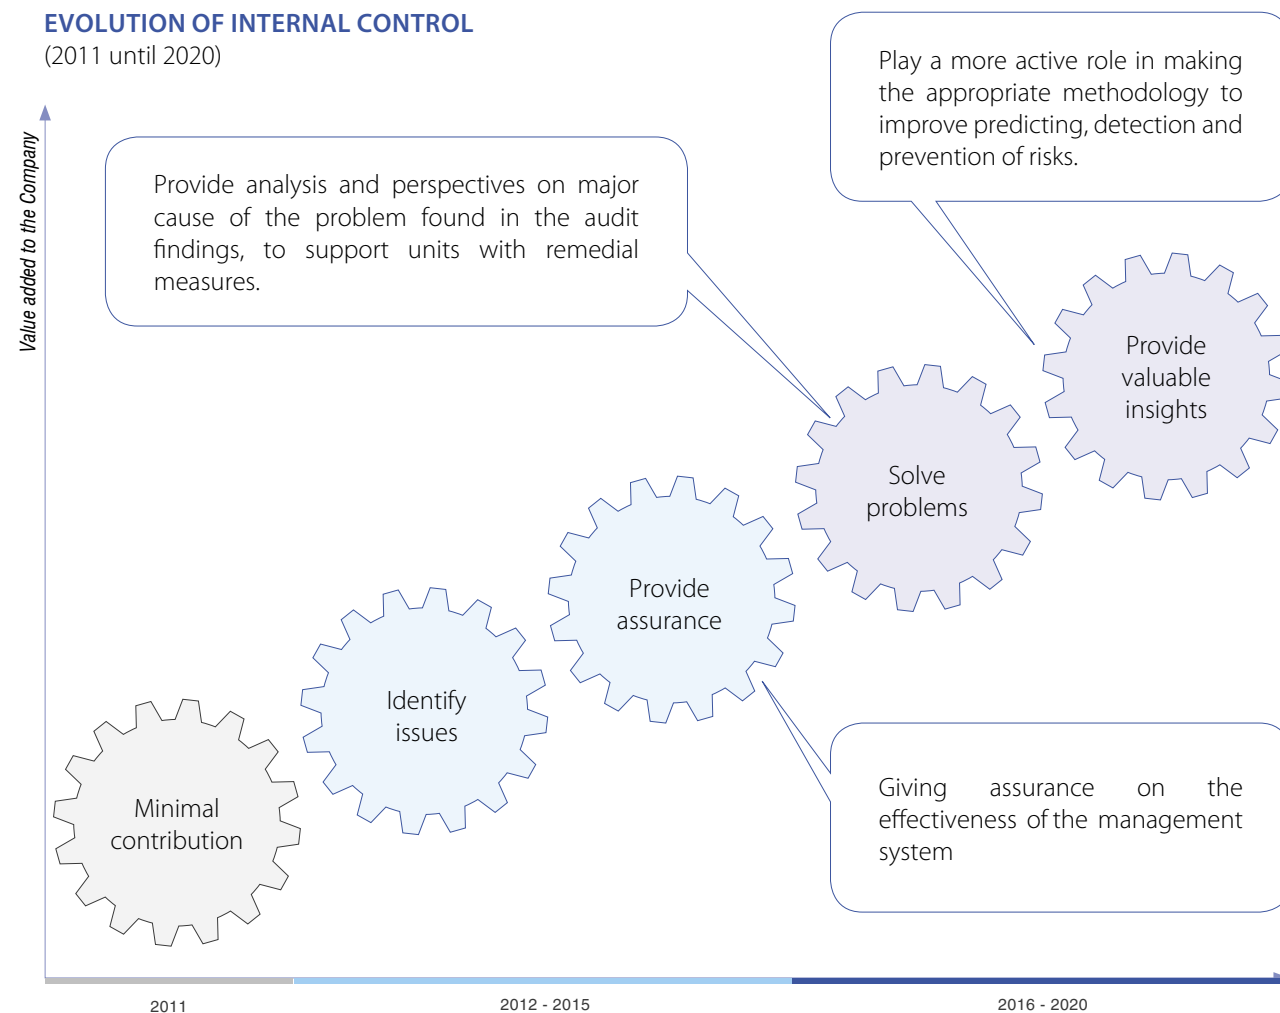 EVOLUTION OF INTERNAL CONTROL
(2011 until 2020)
Value added to the Company
Play a more active role in making
the appropriate methodology to
improve predicting, detection and
prevention of risks.
Provide analysis and perspectives on major
cause of the problem found in the audit
findings, to support units with remedial
measures.
Provide
valuable
insights
Solve
problems
Provide
assurance
Identify
issues
Minimal
contribution
Giving assurance on the
effectiveness of the management
system
2011
2012 - 2015
2016 - 2020